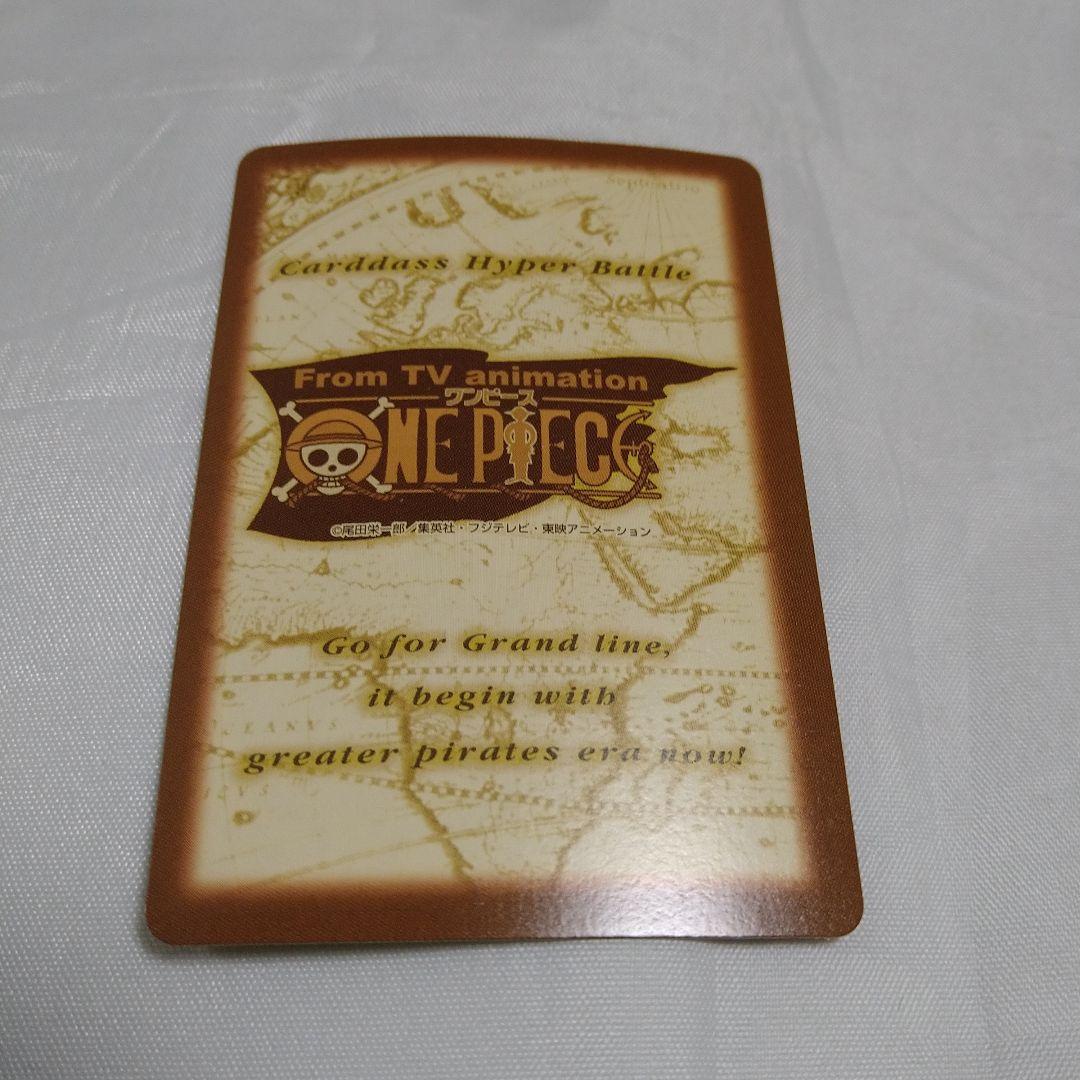 Septentrio
Carddass Hyper Battle
From TV animation
ワンピース
ONE PIECE
©尾田栄一郎／集英社・フジテレビ・東映アニメーション
Go for Grand line,
it begin with
greater pirates era now!